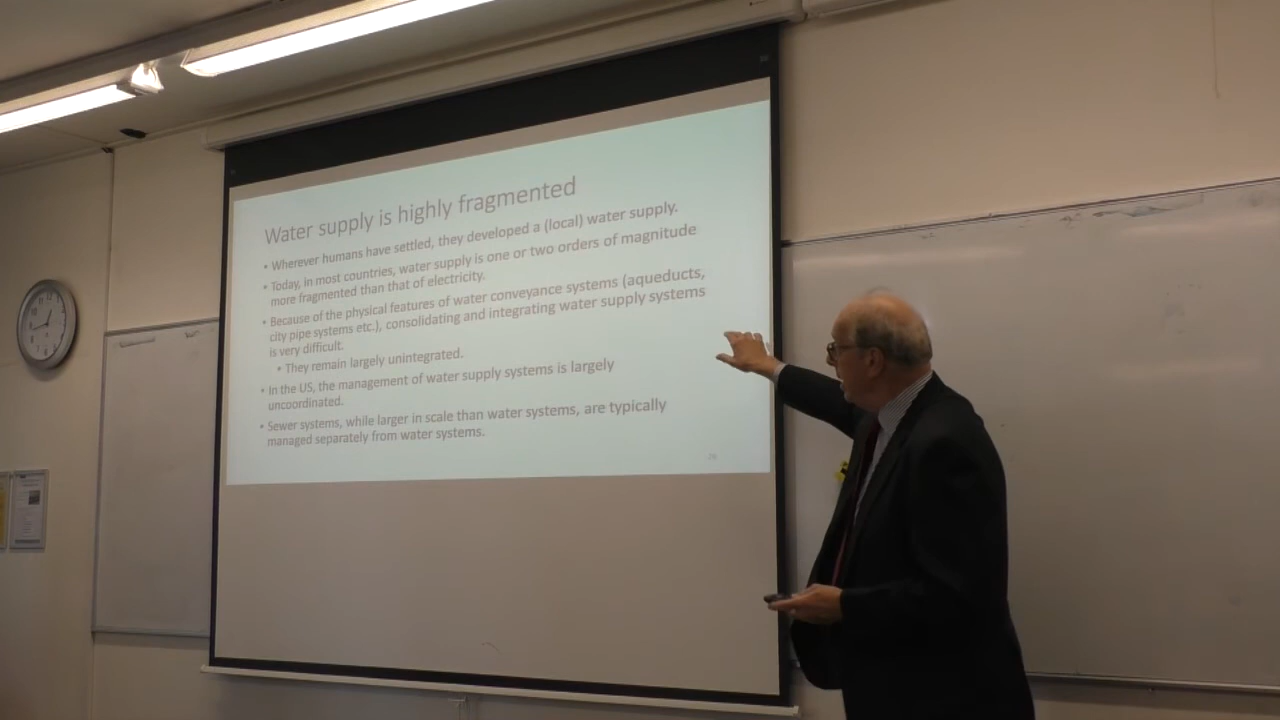 Water supply is highly fragmented
• Wherever humans have settled, they developed a (local) water supply.
• Today, in most countries, water supply is one or two orders of magnitude
more fragmented than that of electricity.
• Because of the physical features of water conveyance systems (aqueducts,
city pipe systems etc.), consolidating and integrating water supply systems
is very difficult.
• They remain largely unintegrated.
• In the US, the management of water supply systems is largely
uncoordinated.
• Sewer systems, while larger in scale than water systems, are typically
managed separately from water systems.